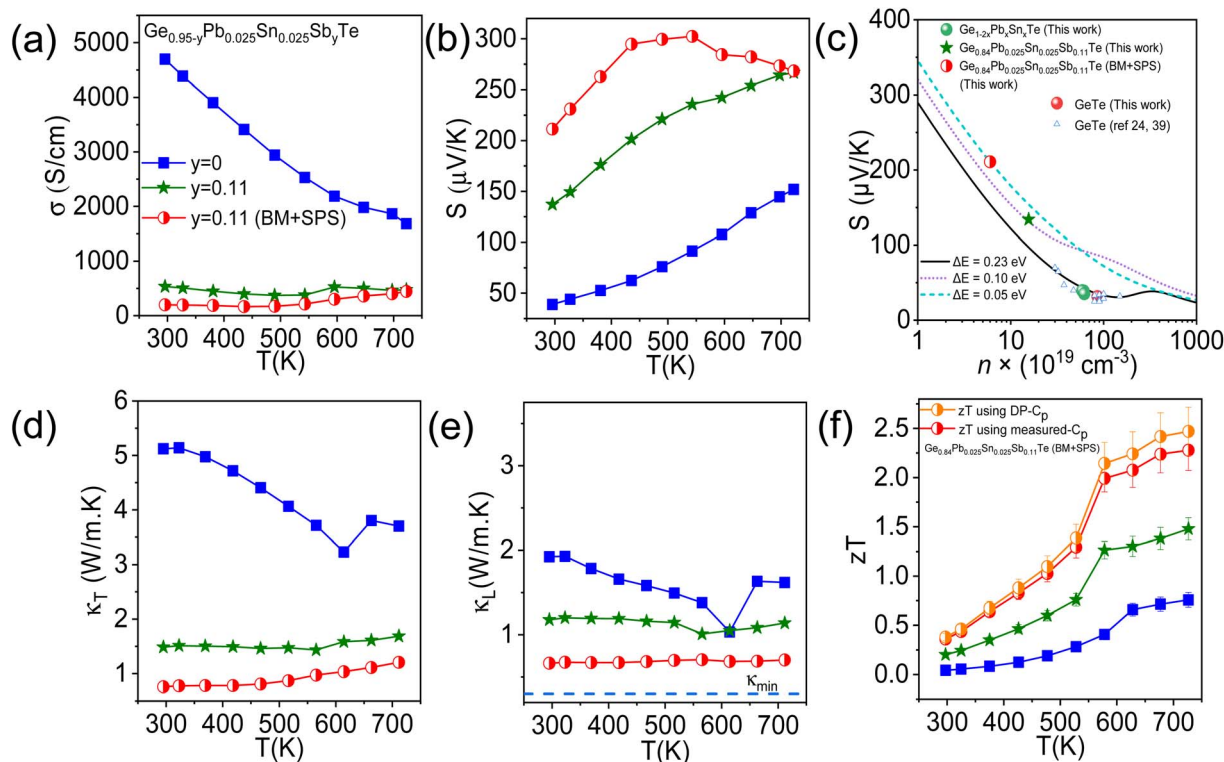 (a)
Ge0.95-yPb0.025Sn0.025SbyTe
σ (S/cm)
5000
4000
3000
2000
1000
0
y=0
y=0.11
y=0.11 (BM+SPS)
300 400 500 600 700
T(K)
(b)
S (μV/K)
300
250
200
150
100
50
300 400 500 600 700
T(K)
(c)
Ge1-2xPbxSnxTe (This work)
Ge0.84Pb0.025Sn0.025Sb0.11Te (This work)
Ge0.84Pb0.025Sn0.025Sb0.11Te (BM+SPS)
(This work)
GeTe (This work)
GeTe (ref 24, 39)
S (μV/K)
400
300
200
100
0
ΔE = 0.23 eV
ΔE = 0.10 eV
ΔE = 0.05 eV
1 10 100 1000
n × (10^19 cm-3)
(d)
κT (W/m.K)
6
5
4
3
2
1
300 400 500 600 700
T(K)
(e)
κL(W/m.K)
3
2
1
κmin
300 400 500 600 700
T(K)
(f)
zT using DP-Cp
zT using measured-Cp
Ge0.84Pb0.025Sn0.025Sb0.11Te (BM+SPS)
zT
2.5
2.0
1.5
1.0
0.5
0.0
300 400 500 600 700
T(K)